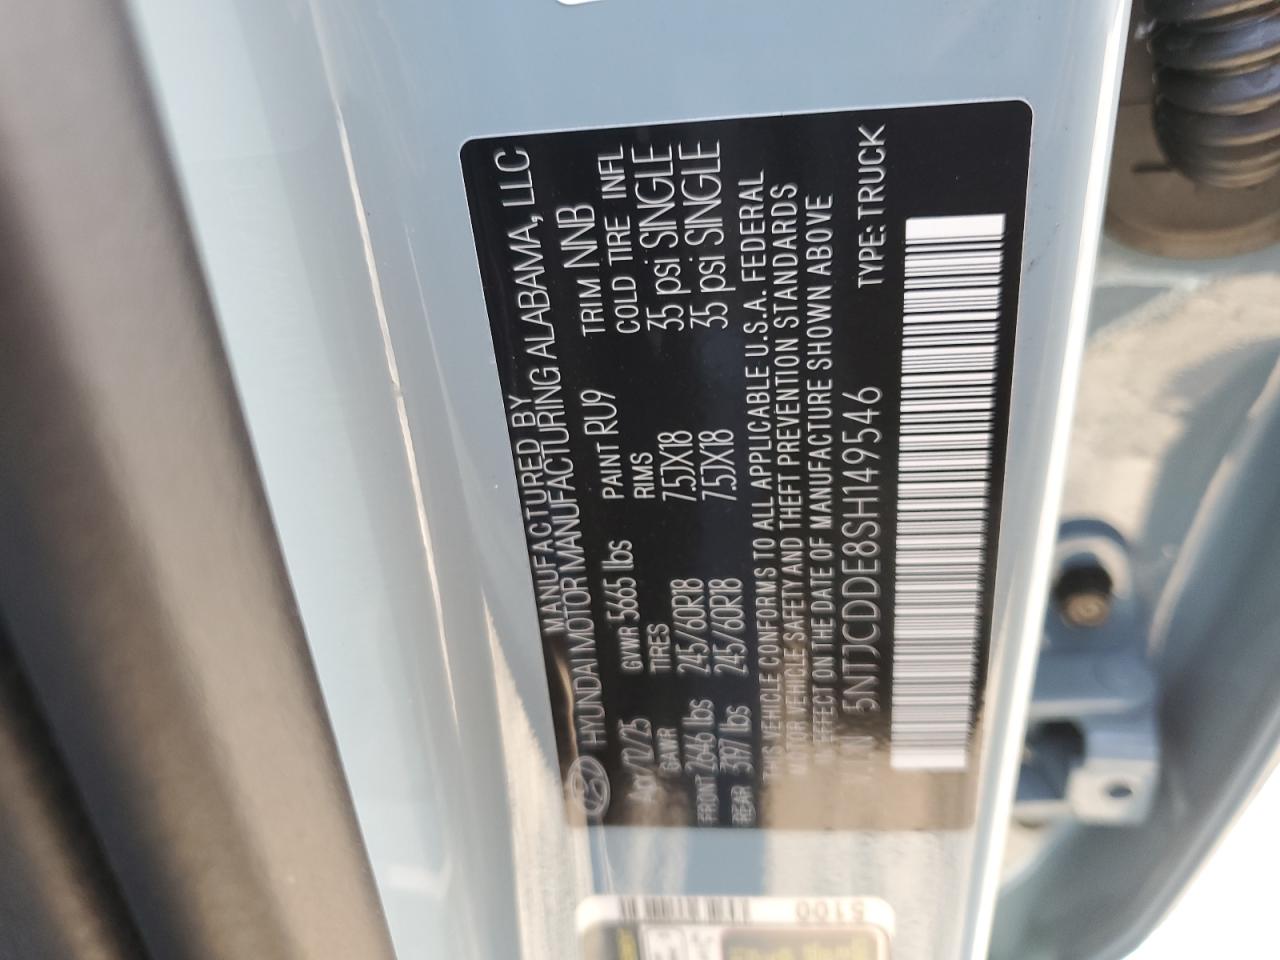 MANUFACTURED BY
HYUNDAI MOTOR MANUFACTURING ALABAMA, LLC
Apr/10/25 GVWR 5665 lbs PAINT RU9 TRIM NNB
GAWR TIRES RIMS COLD TIRE INFL
FRONT 2646 lbs 245/60R18 7.5JX18 35 psi SINGLE
REAR 3197 lbs 245/60R18 7.5JX18 35 psi SINGLE
THIS VEHICLE CONFORMS TO ALL APPLICABLE U.S.A. FEDERAL
MOTOR VEHICLE SAFETY AND THEFT PREVENTION STANDARDS
EFFECT ON THE DATE OF MANUFACTURE SHOWN ABOVE
VIN 5NTJCDDE8SH149546 TYPE: TRUCK
5100